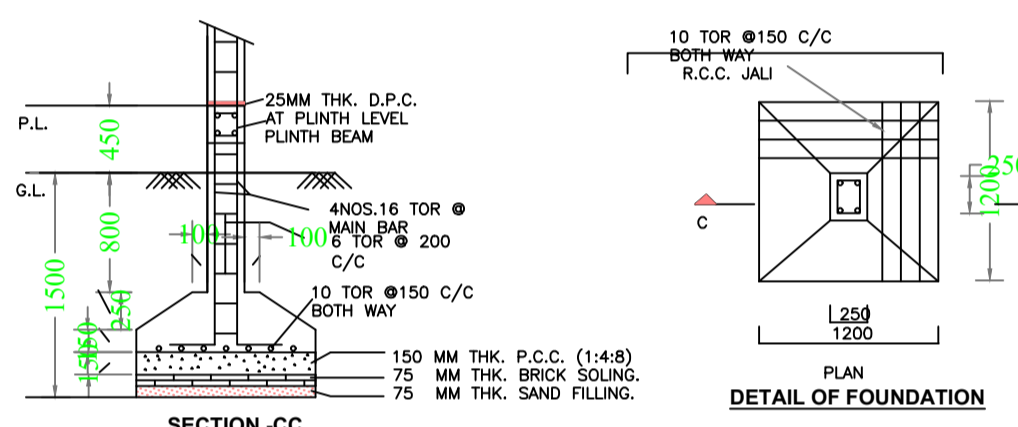 10 TOR @150 C/C
BOTH WAY
R.C.C. JALI
25MM THK. D.P.C.
AT PLINTH LEVEL
PLINTH BEAM
P.L.
450
G.L.
4NOS.16 TOR @
MAIN BAR
6 TOR @ 200
C/C
100
100
800
1500
250
10 TOR @150 C/C
BOTH WAY
150 MM THK. P.C.C. (1:4:8)
75 MM THK. BRICK SOLING.
75 MM THK. SAND FILLING.
SECTION -CC
C
250
1200
250
1200
PLAN
DETAIL OF FOUNDATION